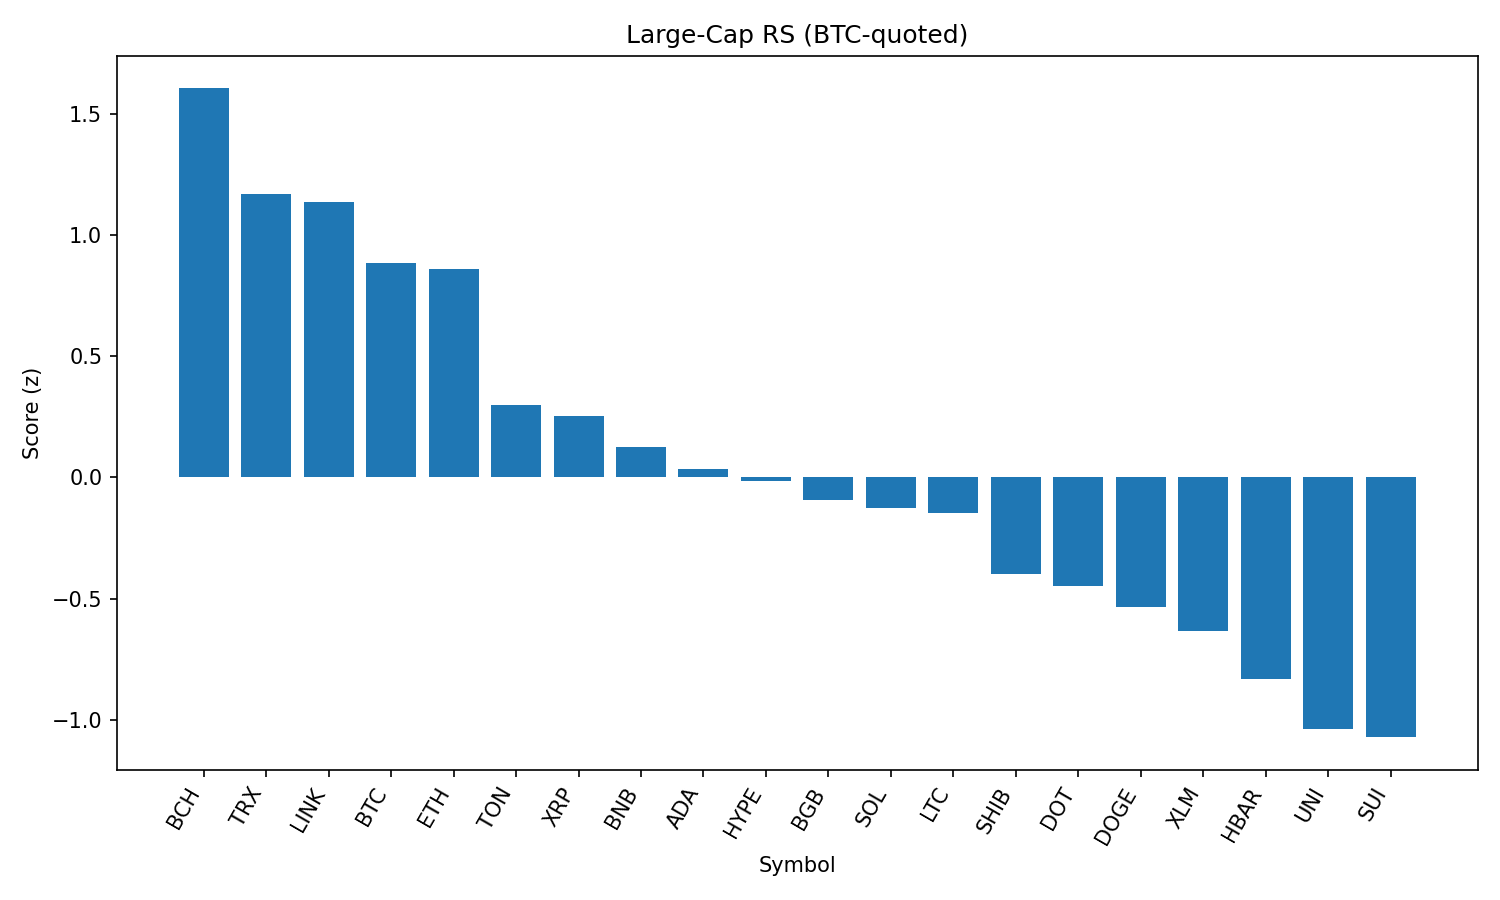 Large-Cap RS (BTC-quoted)
Score (z)
1.5
1.0
0.5
0.0
−0.5
−1.0
BCH
TRX
LINK
BTC
ETH
TON
XRP
BNB
ADA
HYPE
BGB
SOL
LTC
SHIB
DOT
DOGE
XLM
HBAR
UNI
SUI
Symbol